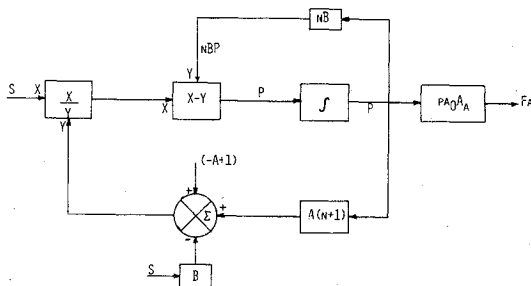 NB
NBP
Y
S
X
X
Y
Y
X
X-Y
P
∫
P
PA0AA
FA
(-A+1)
+
Σ
+
-
A(N+1)
S
B